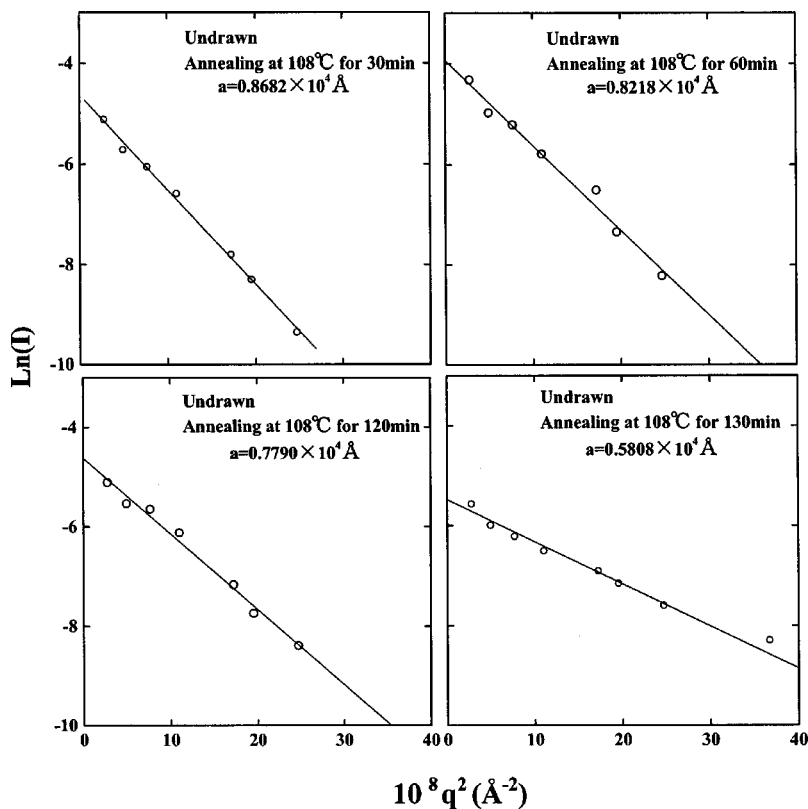 Undrawn
Annealing at 108℃ for 30min
a=0.8682×10⁴Å
Undrawn
Annealing at 108℃ for 60min
a=0.8218×10⁴Å
-4
-6
-8
-10
Ln(I)
Undrawn
Annealing at 108℃ for 120min
a=0.7790×10⁴Å
Undrawn
Annealing at 108℃ for 130min
a=0.5808×10⁴Å
-4
-6
-8
-10
0 10 20 30 40
0 10 20 30 40
10⁸q² (Å⁻²)